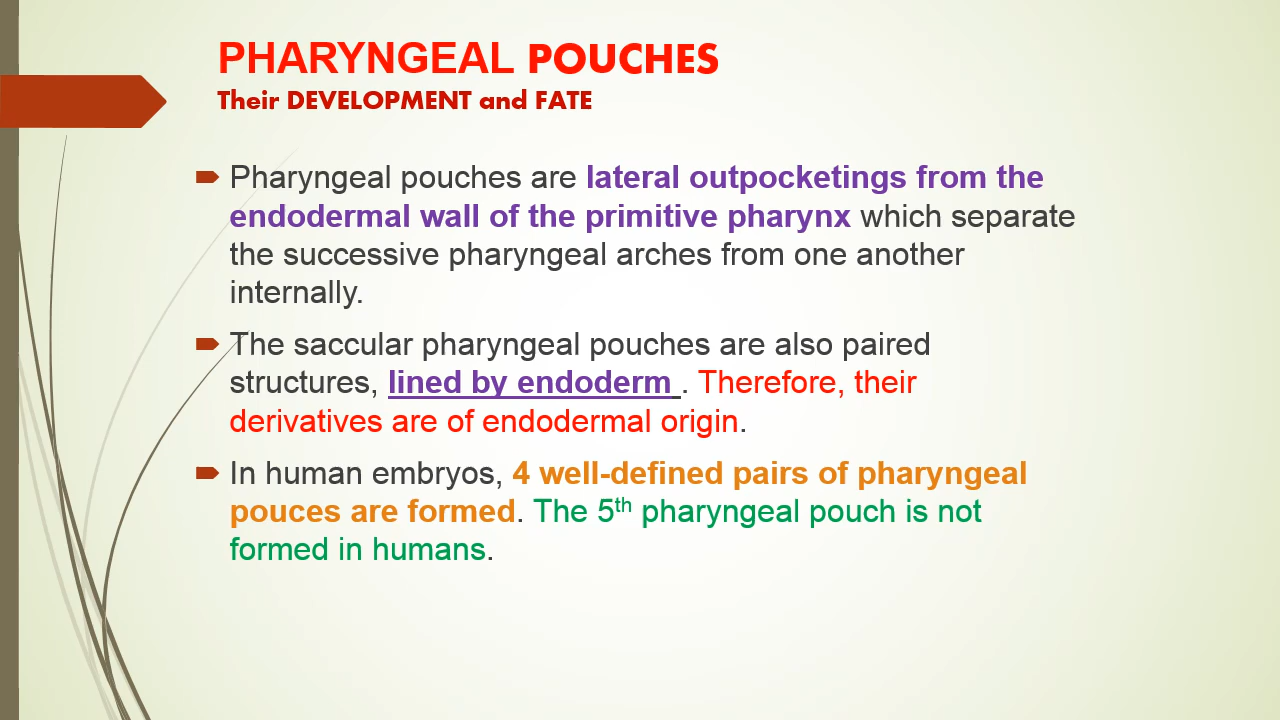 PHARYNGEAL POUCHES
Their DEVELOPMENT and FATE
Pharyngeal pouches are lateral outpocketings from the
endodermal wall of the primitive pharynx which separate
the successive pharyngeal arches from one another
internally.
The saccular pharyngeal pouches are also paired
structures, lined by endoderm . Therefore, their
derivatives are of endodermal origin.
In human embryos, 4 well-defined pairs of pharyngeal
pouces are formed. The 5th pharyngeal pouch is not
formed in humans.